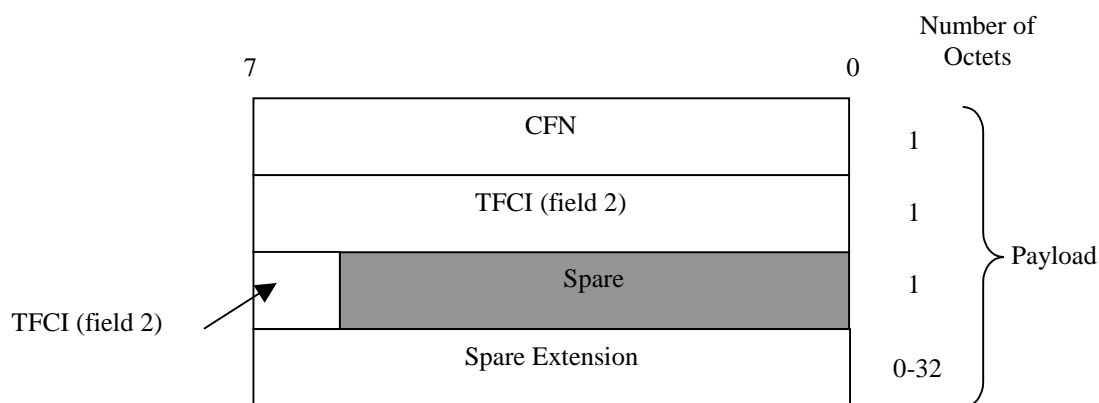 Number of
Octets
7
0
CFN
1
TFCI (field 2)
1
Payload
Spare
1
TFCI (field 2)
Spare Extension
0-32